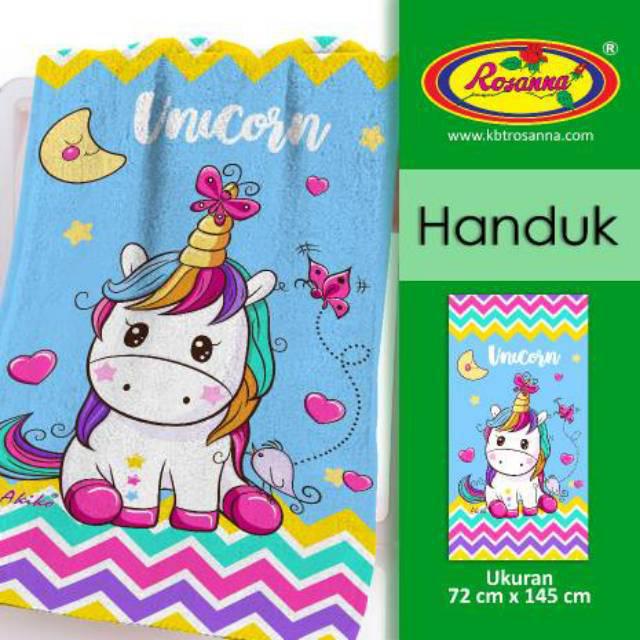 Unicorn
Akiko
Rosanna
®
www.kbtrosanna.com
Handuk
Unicorn
Ukuran
72 cm x 145 cm